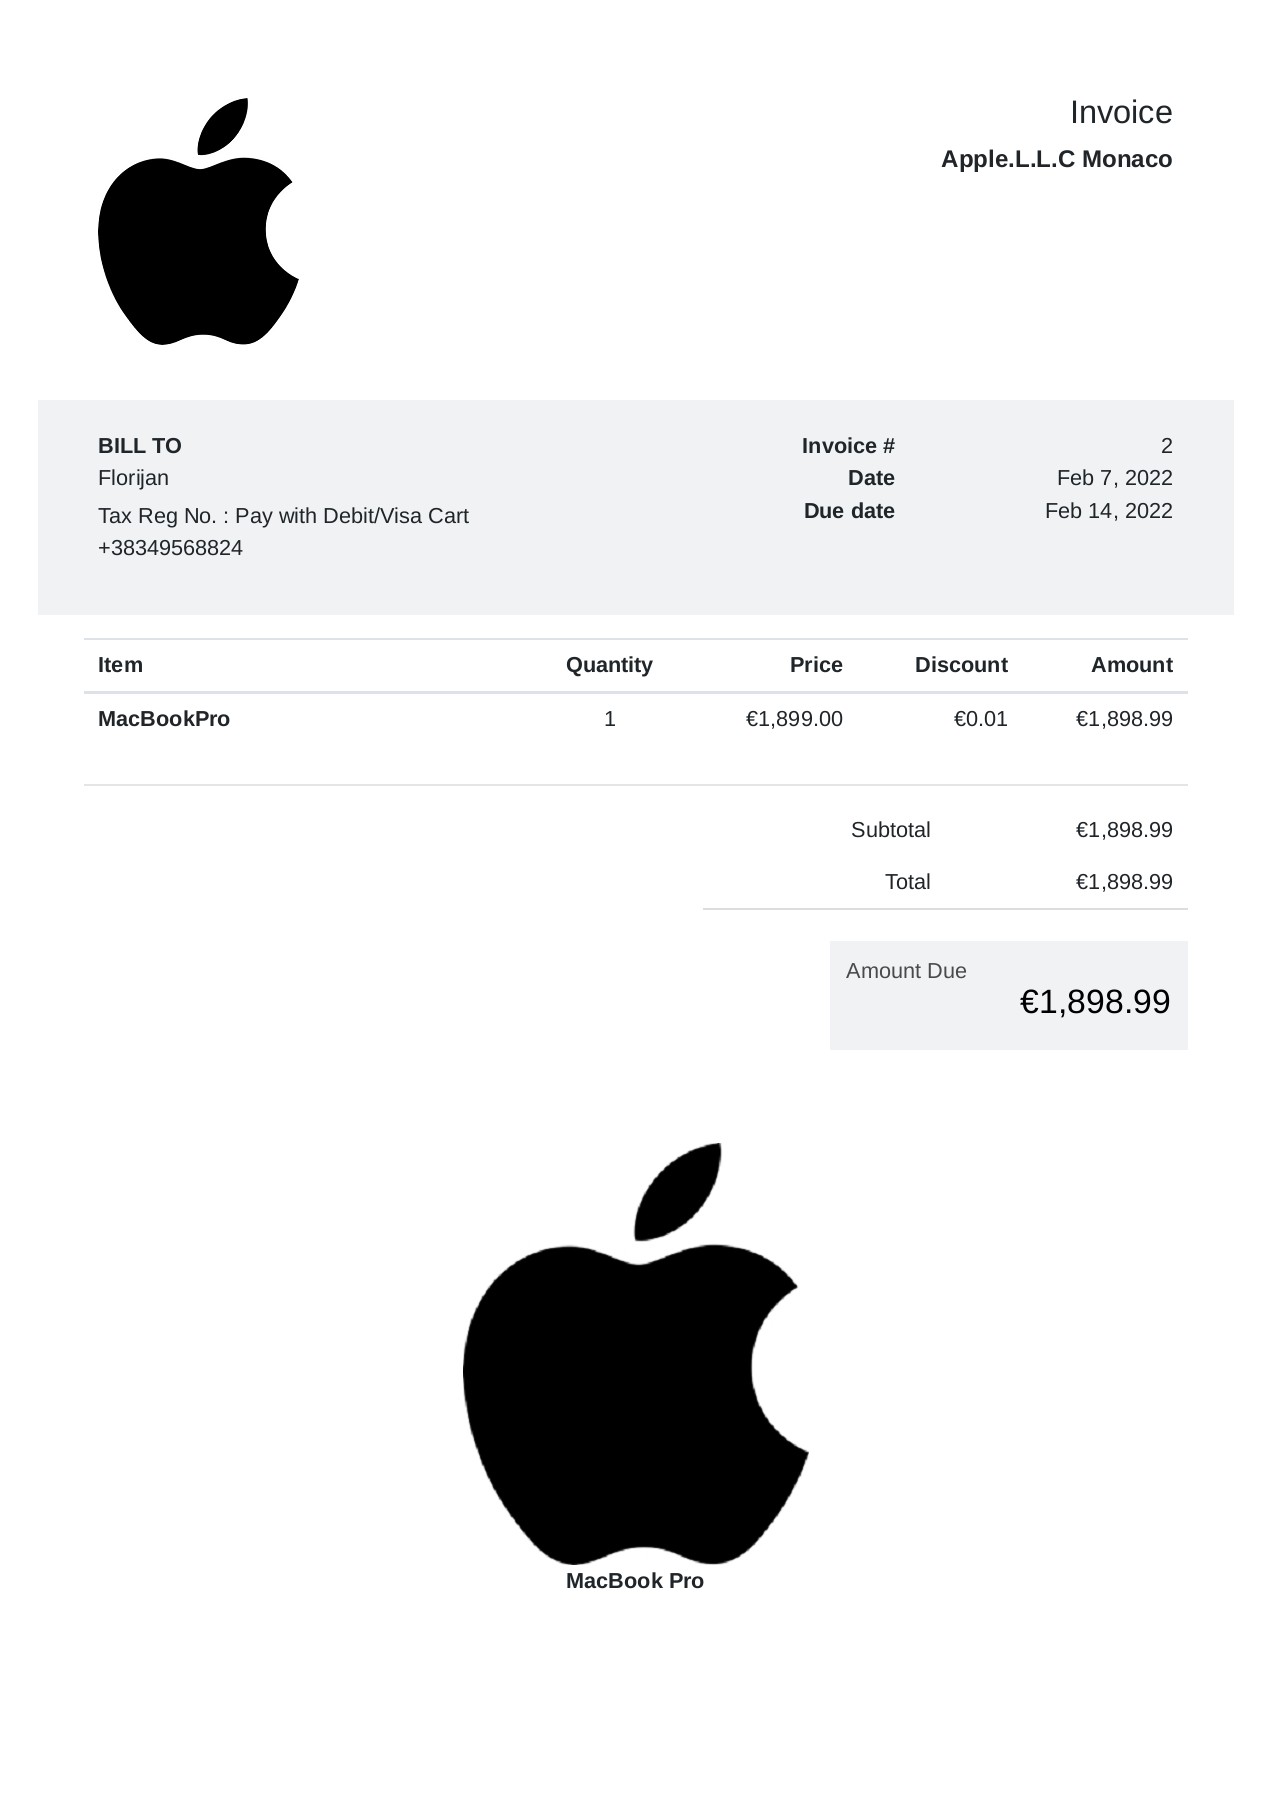 Invoice
Apple.L.L.C Monaco
BILL TO
Florijan
Tax Reg No. : Pay with Debit/Visa Cart
+38349568824
Invoice # 2
Date Feb 7, 2022
Due date Feb 14, 2022
Item Quantity Price Discount Amount
MacBookPro 1 €1,899.00 €0.01 €1,898.99
Subtotal €1,898.99
Total €1,898.99
Amount Due
€1,898.99
MacBook Pro